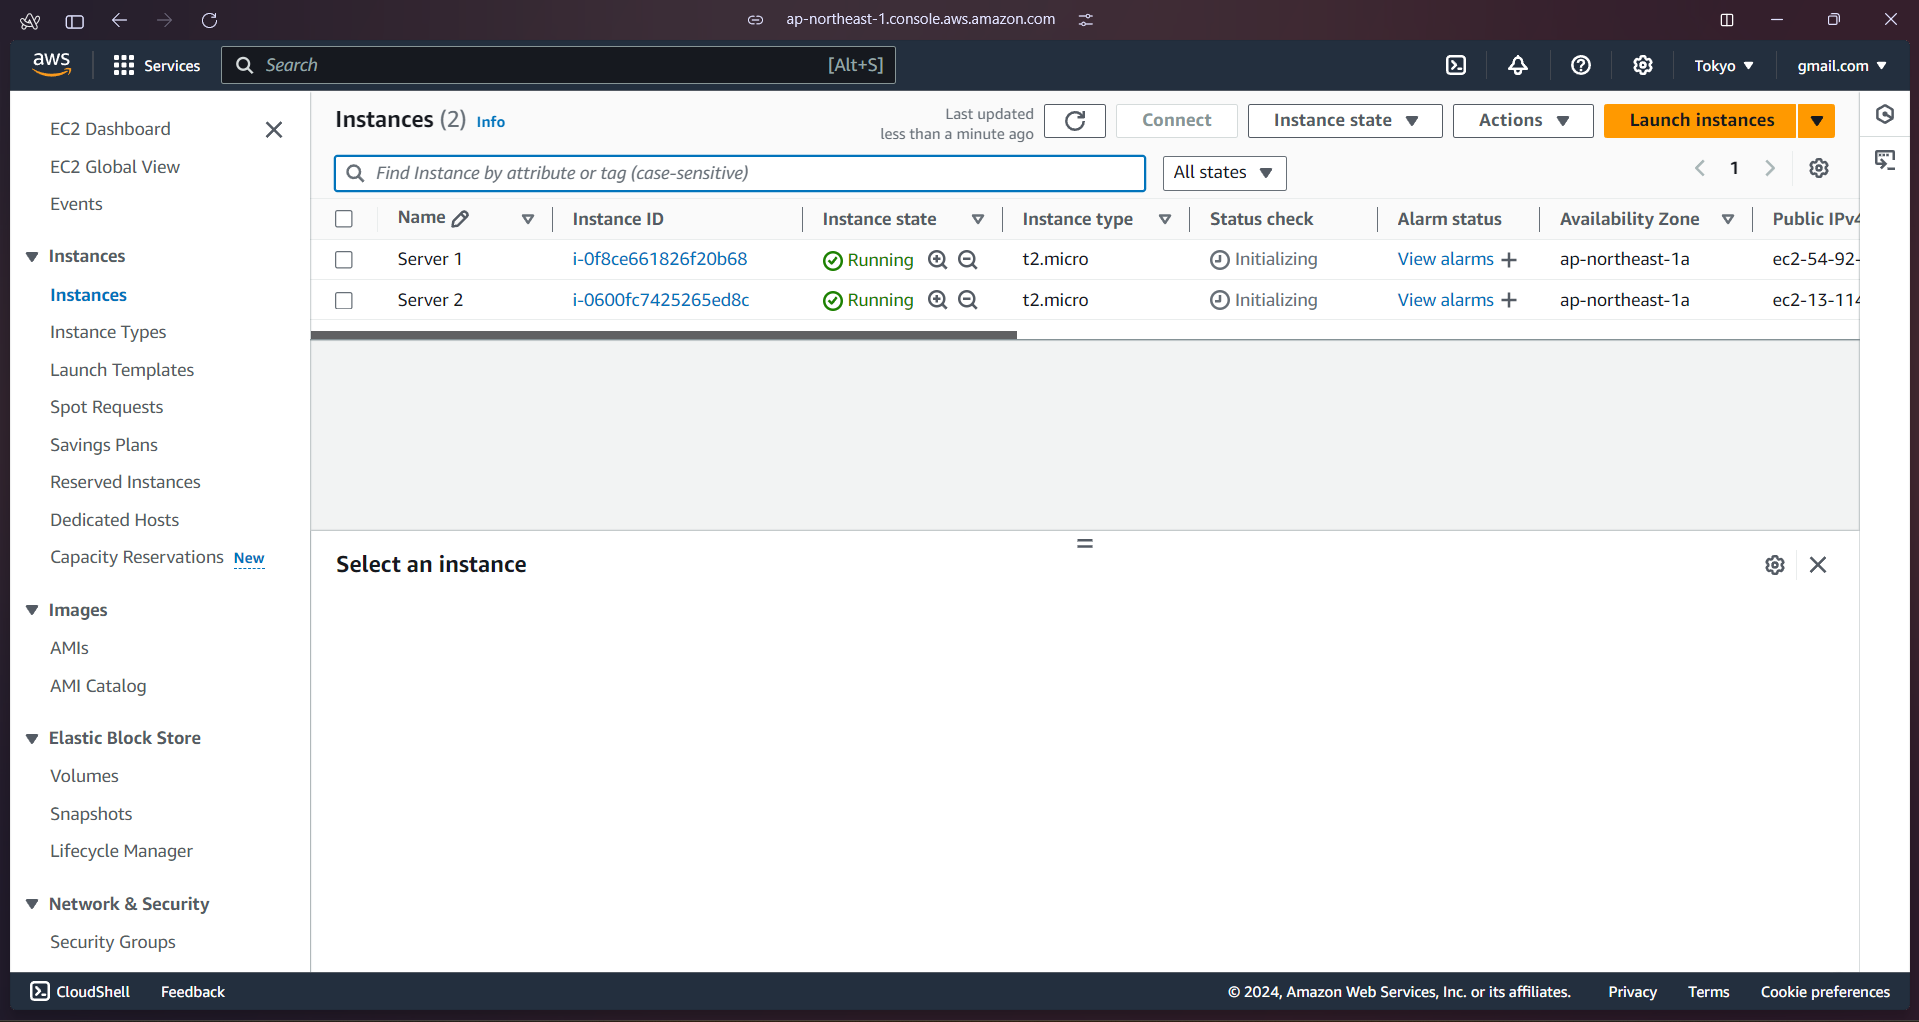 ap-northeast-1.console.aws.amazon.com
aws
Services
Search
[Alt+S]
Tokyo
gmail.com
EC2 Dashboard
EC2 Global View
Events
Instances
Instances
Instance Types
Launch Templates
Spot Requests
Savings Plans
Reserved Instances
Dedicated Hosts
Capacity Reservations New
Images
AMIs
AMI Catalog
Elastic Block Store
Volumes
Snapshots
Lifecycle Manager
Network & Security
Security Groups
Instances (2) Info
Last updated
less than a minute ago
Connect
Instance state
Actions
Launch instances
Find Instance by attribute or tag (case-sensitive)
All states
1
Name Instance ID Instance state Instance type Status check Alarm status Availability Zone Public IPv4
Server 1 i-0f8ce661826f20b68 Running t2.micro Initializing View alarms ap-northeast-1a ec2-54-92-
Server 2 i-0600fc7425265ed8c Running t2.micro Initializing View alarms ap-northeast-1a ec2-13-114
Select an instance
CloudShell
Feedback
© 2024, Amazon Web Services, Inc. or its affiliates.
Privacy
Terms
Cookie preferences